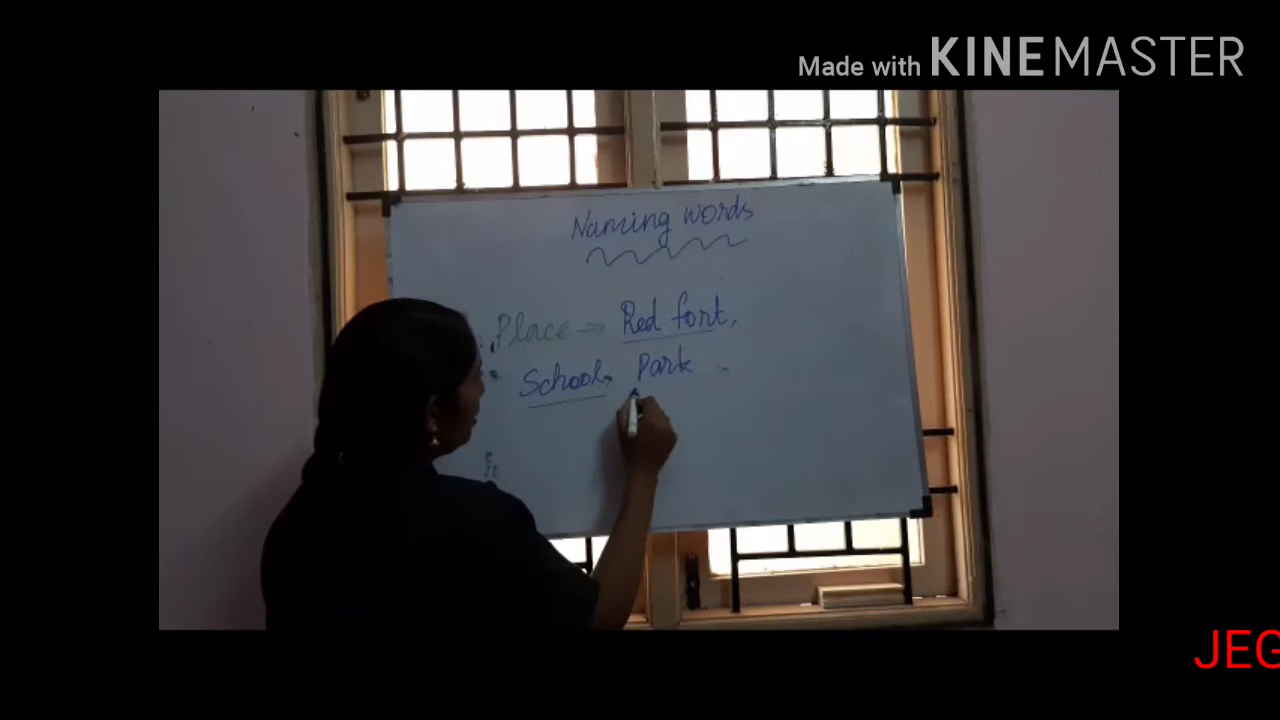 Made with KINEMASTER
Naming words
Place → Red fort,
School, Park
JEG